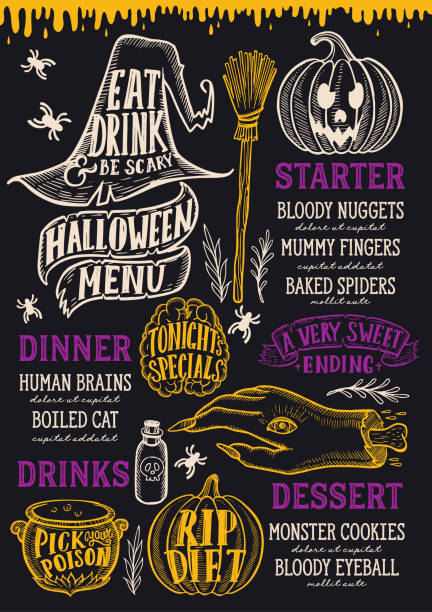 EAT
DRINK
& BE SCARY
HALLOWEEN
MENU
STARTER
BLOODY NUGGETS
dolore ut cupitat
MUMMY FINGERS
cupitat addatat
BAKED SPIDERS
mollit aute
TONIGHT'S
SPECIALS
A VERY SWEET
ENDING
DINNER
HUMAN BRAINS
dolore ut cupitat
BOILED CAT
cupitat addatat
DRINKS
PICK your
POISON
RIP
DIET
DESSERT
MONSTER COOKIES
dolore ut cupitat
BLOODY EYEBALL
mollit aute